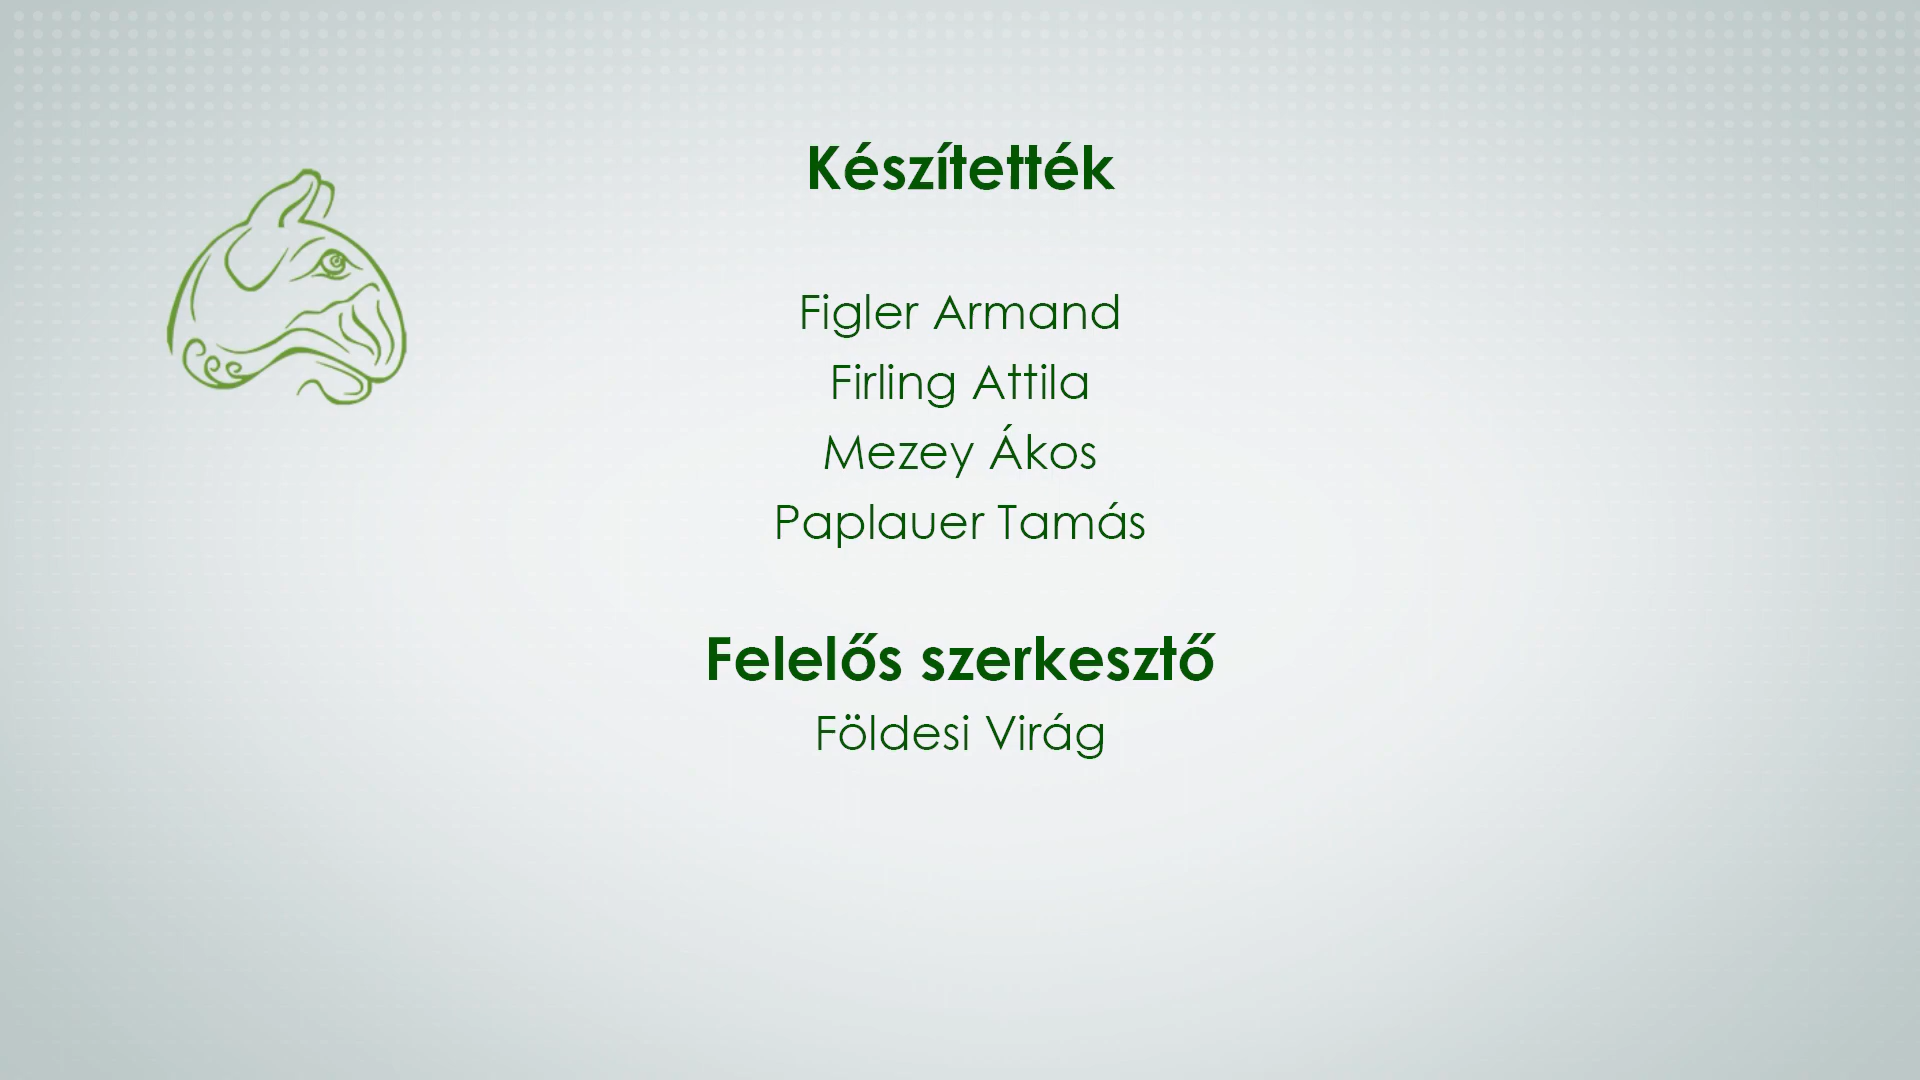 Készítették
Figler Armand
Firling Attila
Mezey Ákos
Paplauer Tamás
Felelős szerkesztő
Földesi Virág